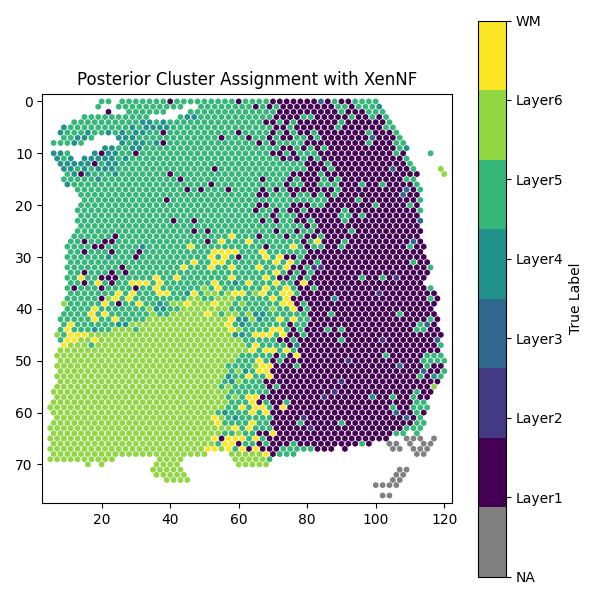 Posterior Cluster Assignment with XenNF
0
10
20
30
40
50
60
70
20
40
60
80
100
120
WM
Layer6
Layer5
Layer4
Layer3
Layer2
Layer1
NA
True Label